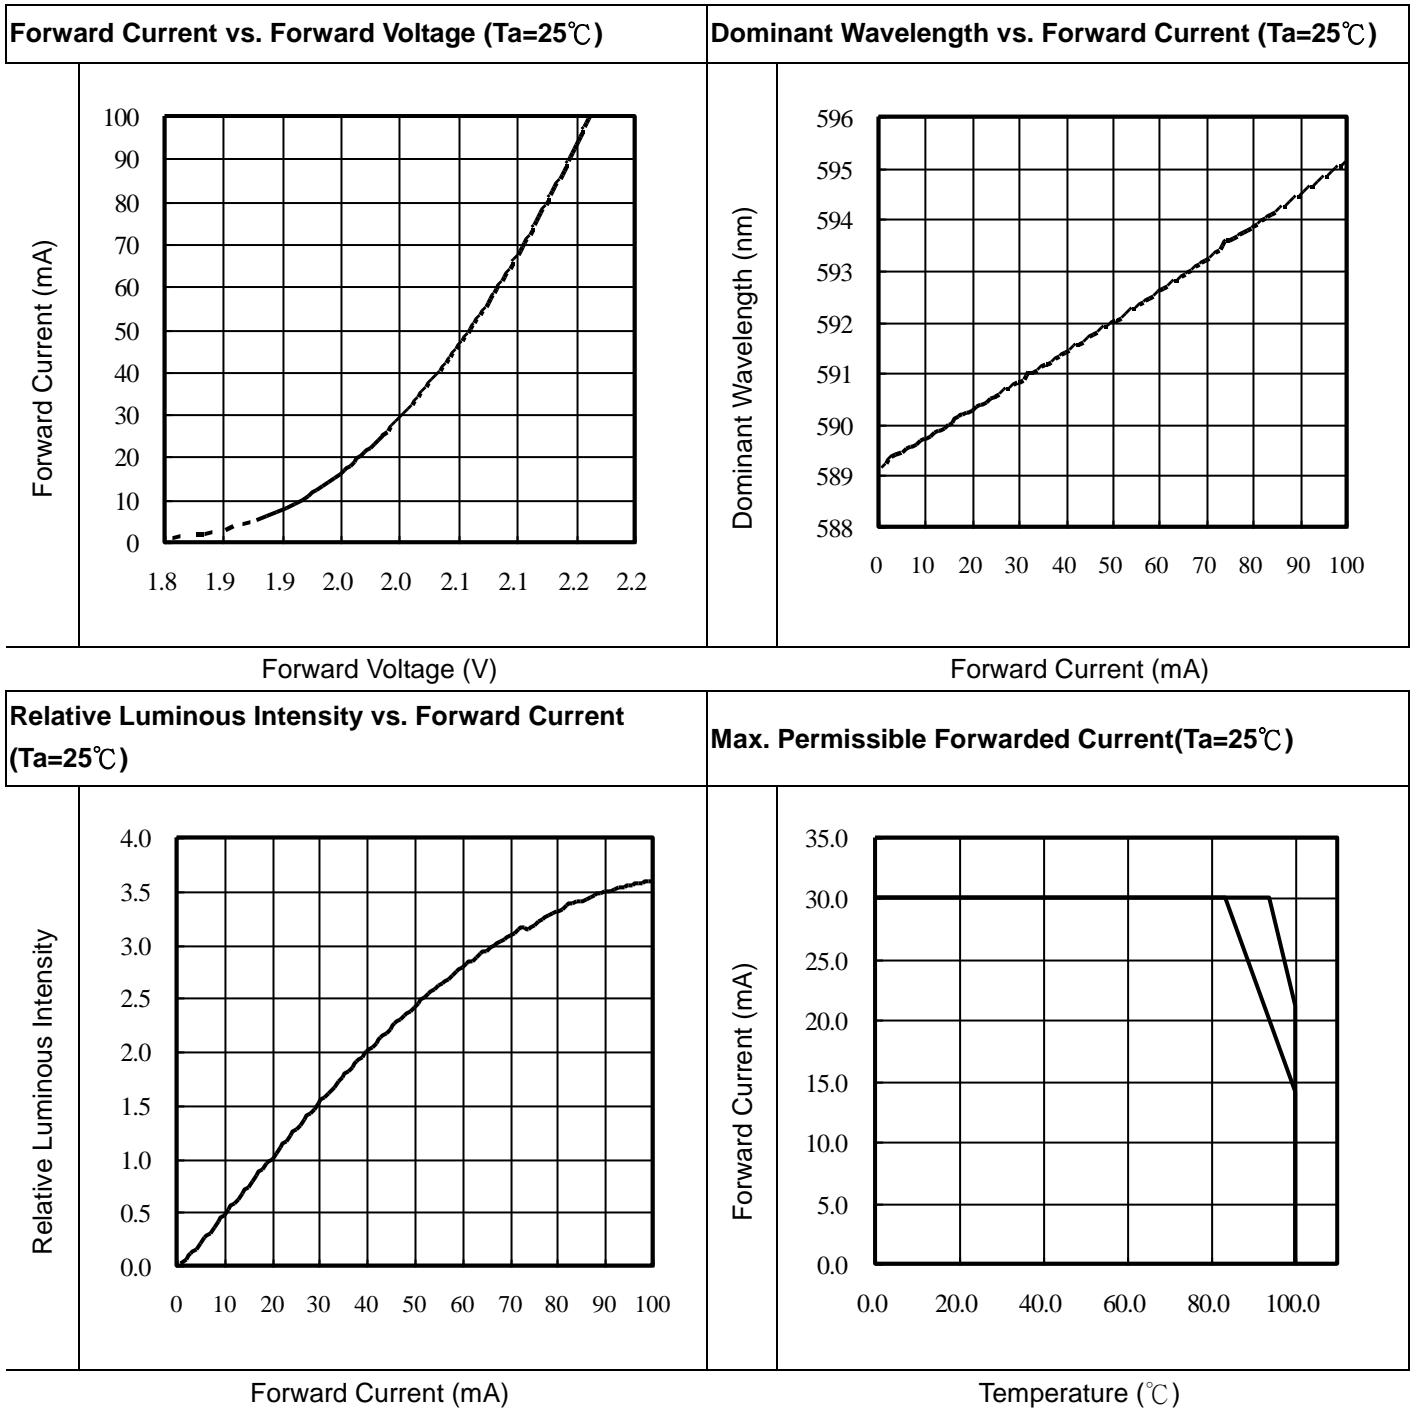 Forward Current vs. Forward Voltage (Ta=25℃)
Forward Current (mA)
100
90
80
70
60
50
40
30
20
10
0
1.8 1.9 1.9 2.0 2.0 2.1 2.1 2.2 2.2
Forward Voltage (V)
Dominant Wavelength vs. Forward Current (Ta=25℃)
Dominant Wavelength (nm)
596
595
594
593
592
591
590
589
588
0 10 20 30 40 50 60 70 80 90 100
Forward Current (mA)
Relative Luminous Intensity vs. Forward Current
(Ta=25℃)
Relative Luminous Intensity
4.0
3.5
3.0
2.5
2.0
1.5
1.0
0.5
0.0
0 10 20 30 40 50 60 70 80 90 100
Forward Current (mA)
Max. Permissible Forwarded Current(Ta=25℃)
Forward Current (mA)
35.0
30.0
25.0
20.0
15.0
10.0
5.0
0.0
0.0 20.0 40.0 60.0 80.0 100.0
Temperature (℃)